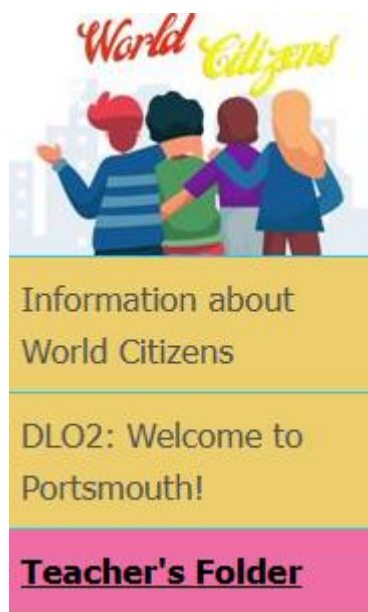 World Citizens
Information about
World Citizens
DLO2: Welcome to
Portsmouth!
Teacher's Folder